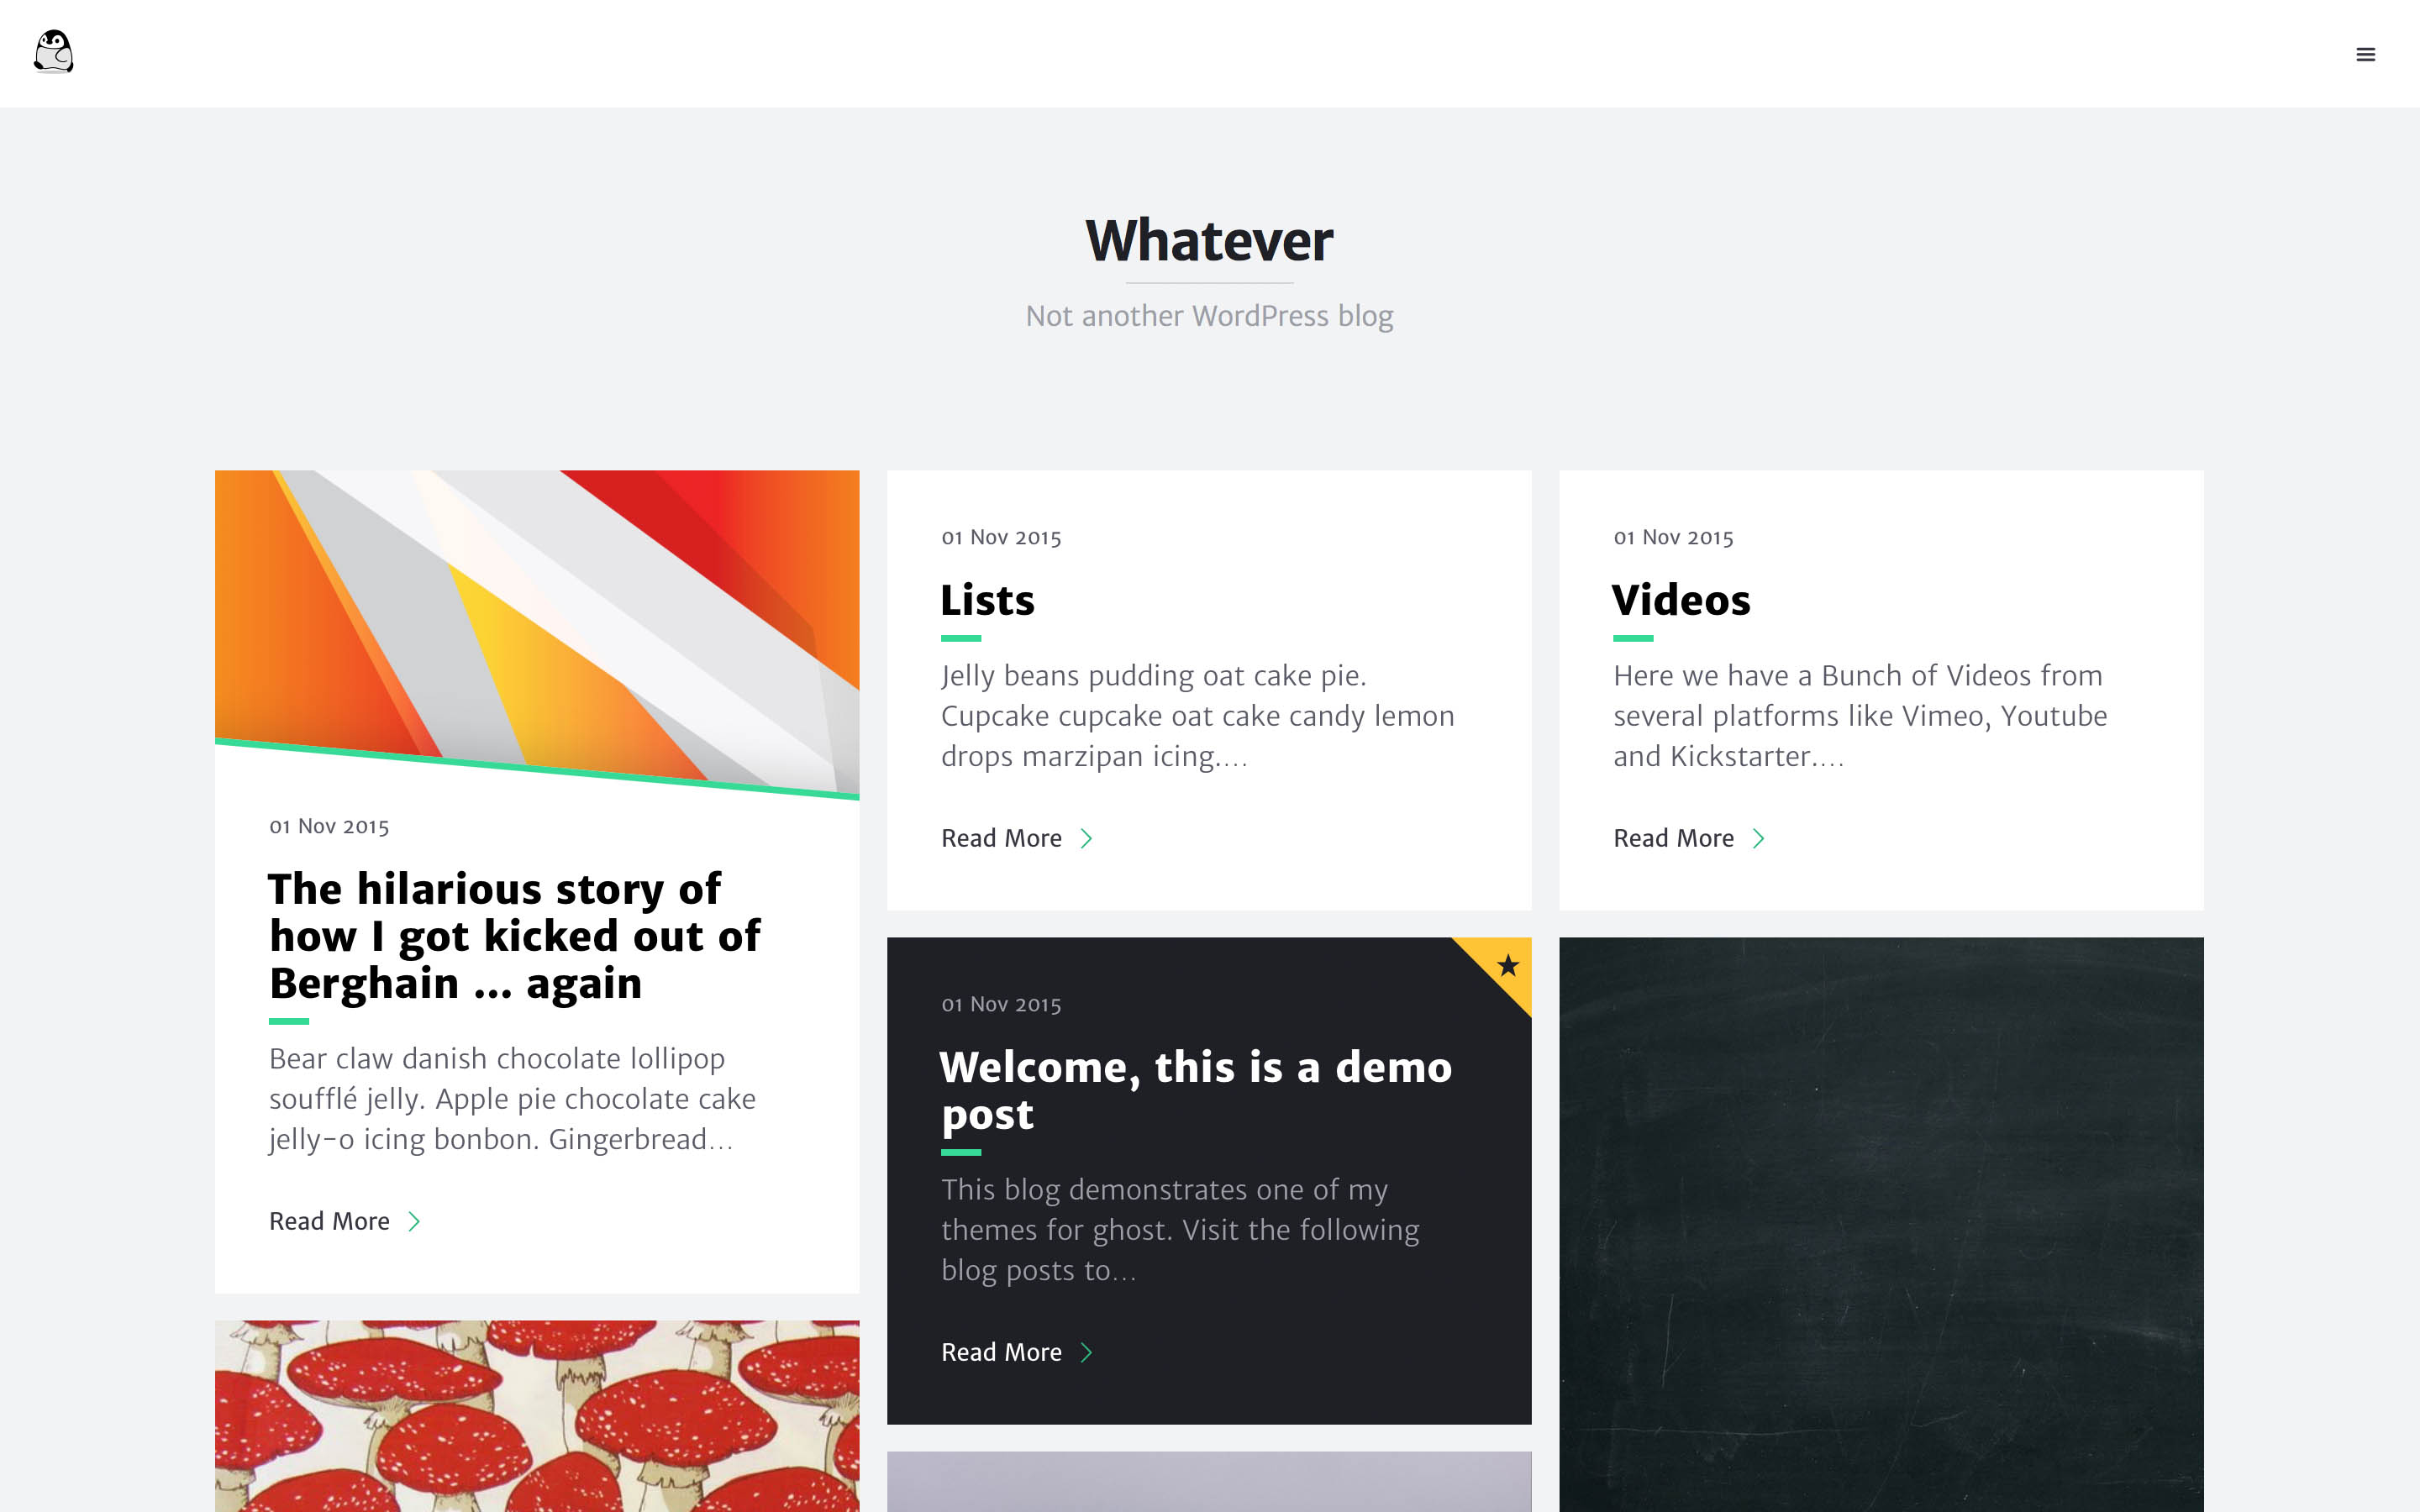 Whatever
Not another WordPress blog
01 Nov 2015
The hilarious story of
how I got kicked out of
Berghain ... again
Bear claw danish chocolate lollipop
soufflé jelly. Apple pie chocolate cake
jelly-o icing bonbon. Gingerbread...
Read More
01 Nov 2015
Lists
Jelly beans pudding oat cake pie.
Cupcake cupcake oat cake candy lemon
drops marzipan icing....
Read More
01 Nov 2015
Videos
Here we have a Bunch of Videos from
several platforms like Vimeo, Youtube
and Kickstarter....
Read More
01 Nov 2015
Welcome, this is a demo
post
This blog demonstrates one of my
themes for ghost. Visit the following
blog posts to...
Read More